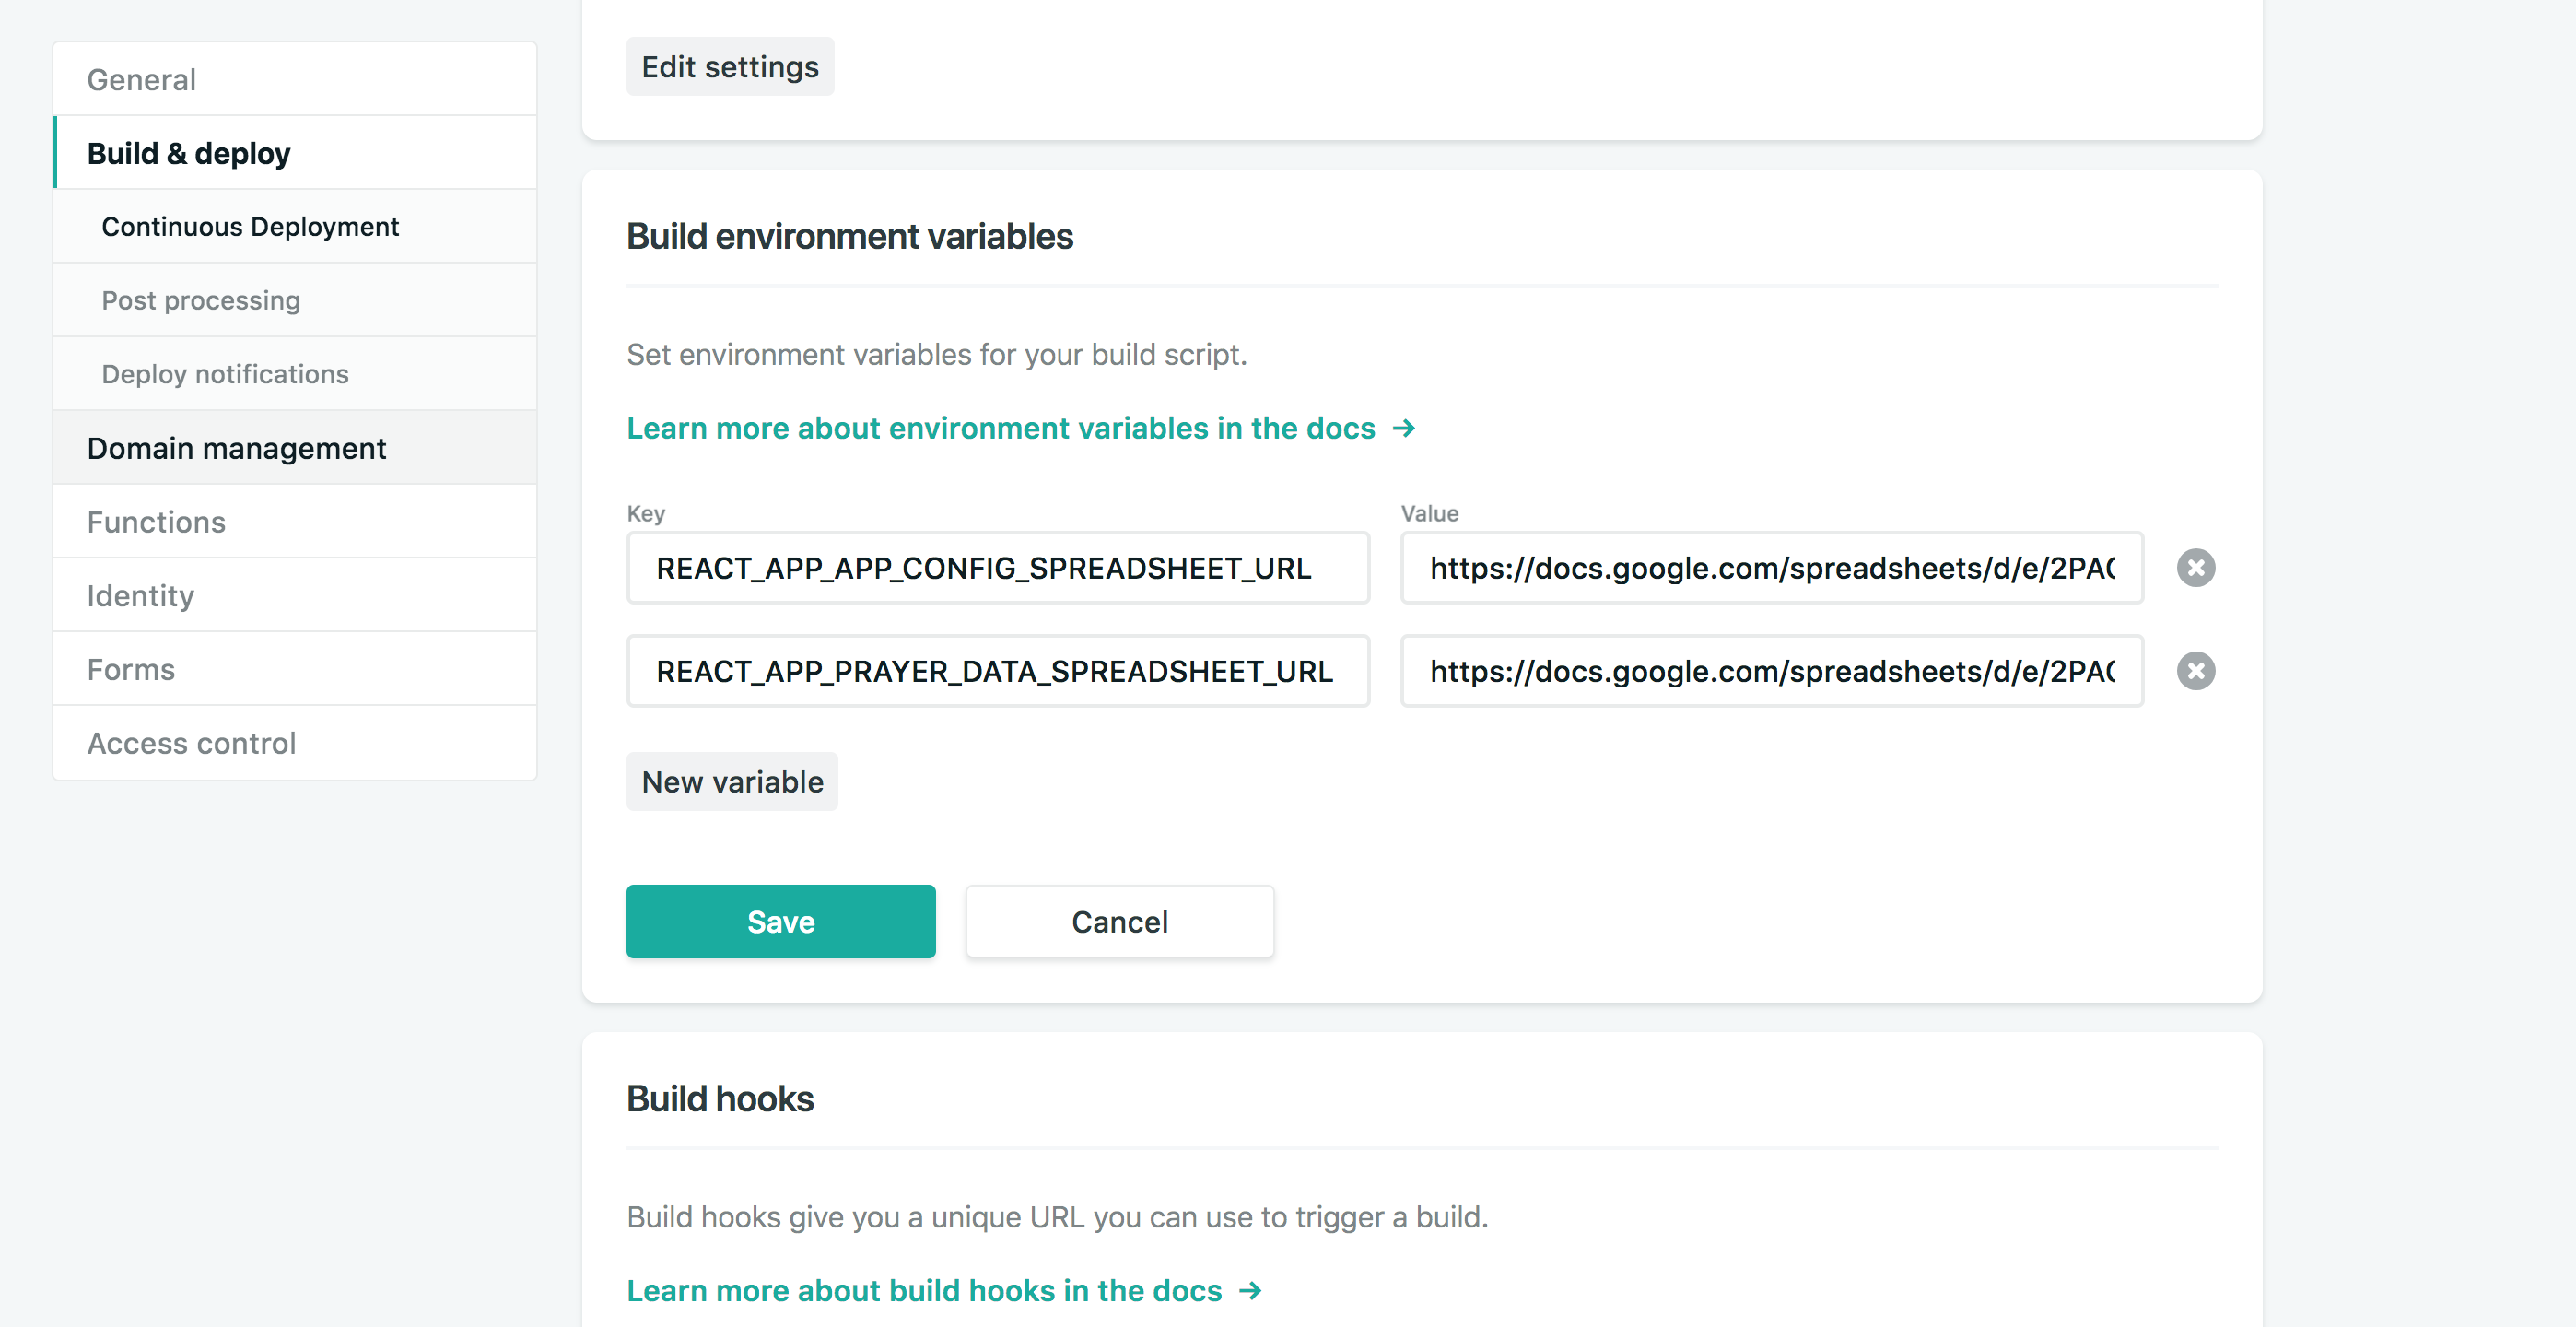 General
Build & deploy
Continuous Deployment
Post processing
Deploy notifications
Domain management
Functions
Identity
Forms
Access control
Edit settings
Build environment variables
Set environment variables for your build script.
Learn more about environment variables in the docs →
Key Value
REACT_APP_APP_CONFIG_SPREADSHEET_URL https://docs.google.com/spreadsheets/d/e/2PAC
REACT_APP_PRAYER_DATA_SPREADSHEET_URL https://docs.google.com/spreadsheets/d/e/2PAC
New variable
Save Cancel
Build hooks
Build hooks give you a unique URL you can use to trigger a build.
Learn more about build hooks in the docs →